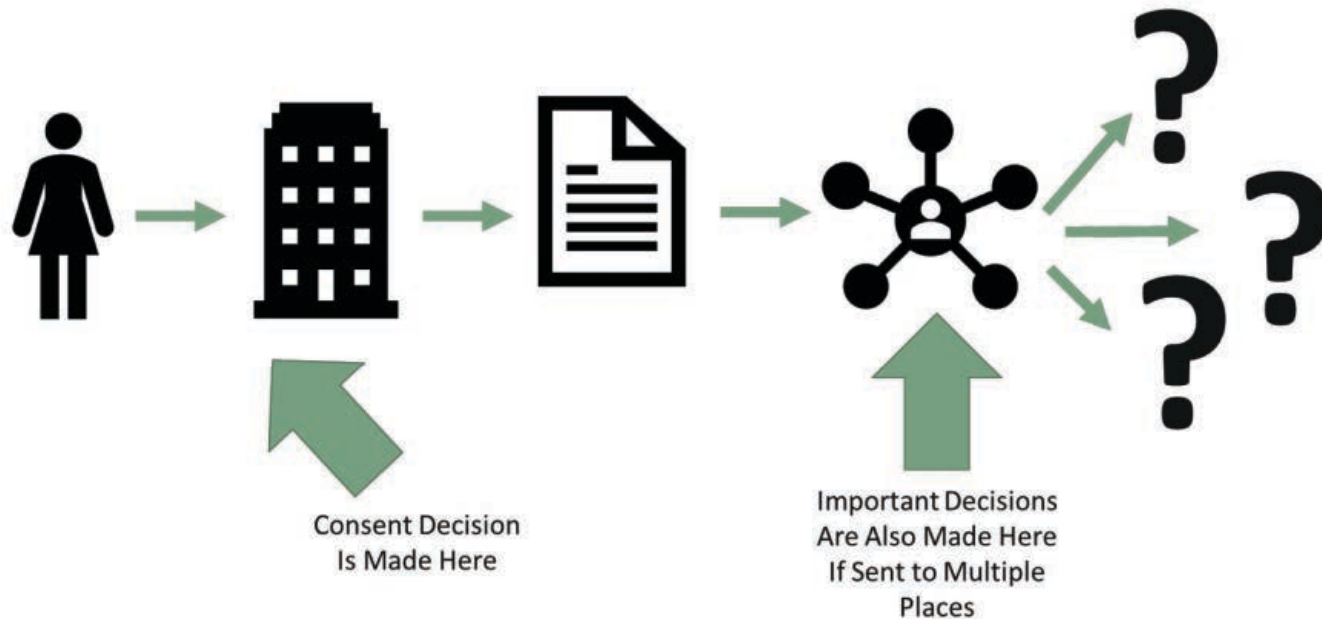 Consent Decision
Is Made Here
Important Decisions
Are Also Made Here
If Sent to Multiple
Places
? 
?
?